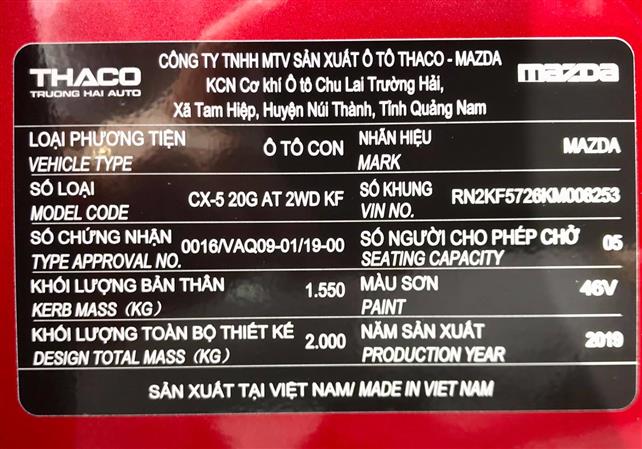 THACO
TRUONG HAI AUTO
CÔNG TY TNHH MTV SẢN XUẤT Ô TÔ THACO - MAZDA
KCN Cơ khí Ô tô Chu Lai Trường Hải,
Xã Tam Hiệp, Huyện Núi Thành, Tỉnh Quảng Nam
mazda
LOẠI PHƯƠNG TIỆN Ô TÔ CON NHÃN HIỆU MAZDA
VEHICLE TYPE MARK
SỐ LOẠI CX-5 20G AT 2WD KF SỐ KHUNG RN2KF5726KM006253
MODEL CODE VIN NO.
SỐ CHỨNG NHẬN 0016/VAQ09-01/19-00 SỐ NGƯỜI CHO PHÉP CHỞ 05
TYPE APPROVAL NO. SEATING CAPACITY
KHỐI LƯỢNG BẢN THÂN 1.550 MÀU SƠN 46V
KERB MASS (KG) PAINT
KHỐI LƯỢNG TOÀN BỘ THIẾT KẾ 2.000 NĂM SẢN XUẤT 2019
DESIGN TOTAL MASS (KG) PRODUCTION YEAR
SẢN XUẤT TẠI VIỆT NAM/ MADE IN VIET NAM